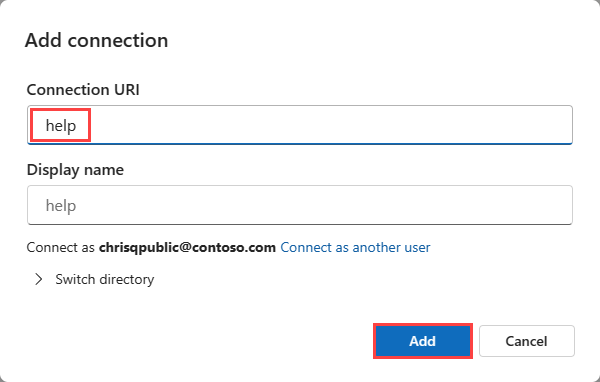 Add connection
Connection URI
help
Display name
help
Connect as chrisqpublic@contoso.com Connect as another user
Switch directory
Add Cancel